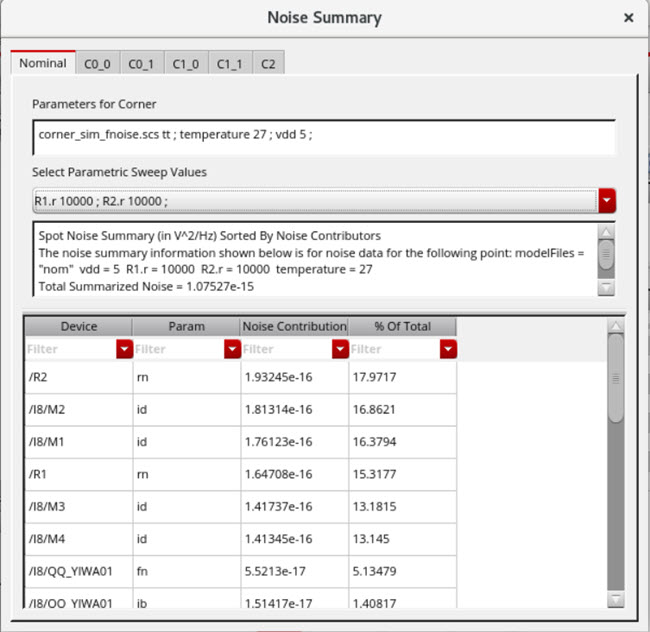 Noise Summary
Nominal C0_0 C0_1 C1_0 C1_1 C2
Parameters for Corner
corner_sim_fnoise.scs tt ; temperature 27 ; vdd 5 ;
Select Parametric Sweep Values
R1.r 10000 ; R2.r 10000 ;
Spot Noise Summary (in V^2/Hz) Sorted By Noise Contributors
The noise summary information shown below is for noise data for the following point: modelFiles =
"nom" vdd = 5 R1.r = 10000 R2.r = 10000 temperature = 27
Total Summarized Noise = 1.07527e-15
Device Param Noise Contribution % Of Total
Filter Filter Filter Filter
/R2 rn 1.93245e-16 17.9717
/I8/M2 id 1.81314e-16 16.8621
/I8/M1 id 1.76123e-16 16.3794
/R1 rn 1.64708e-16 15.3177
/I8/M3 id 1.41737e-16 13.1815
/I8/M4 id 1.41345e-16 13.145
/I8/QQ_YIWA01 fn 5.5213e-17 5.13479
/I8/QQ_YIWA01 ib 1.51417e-17 1.40817